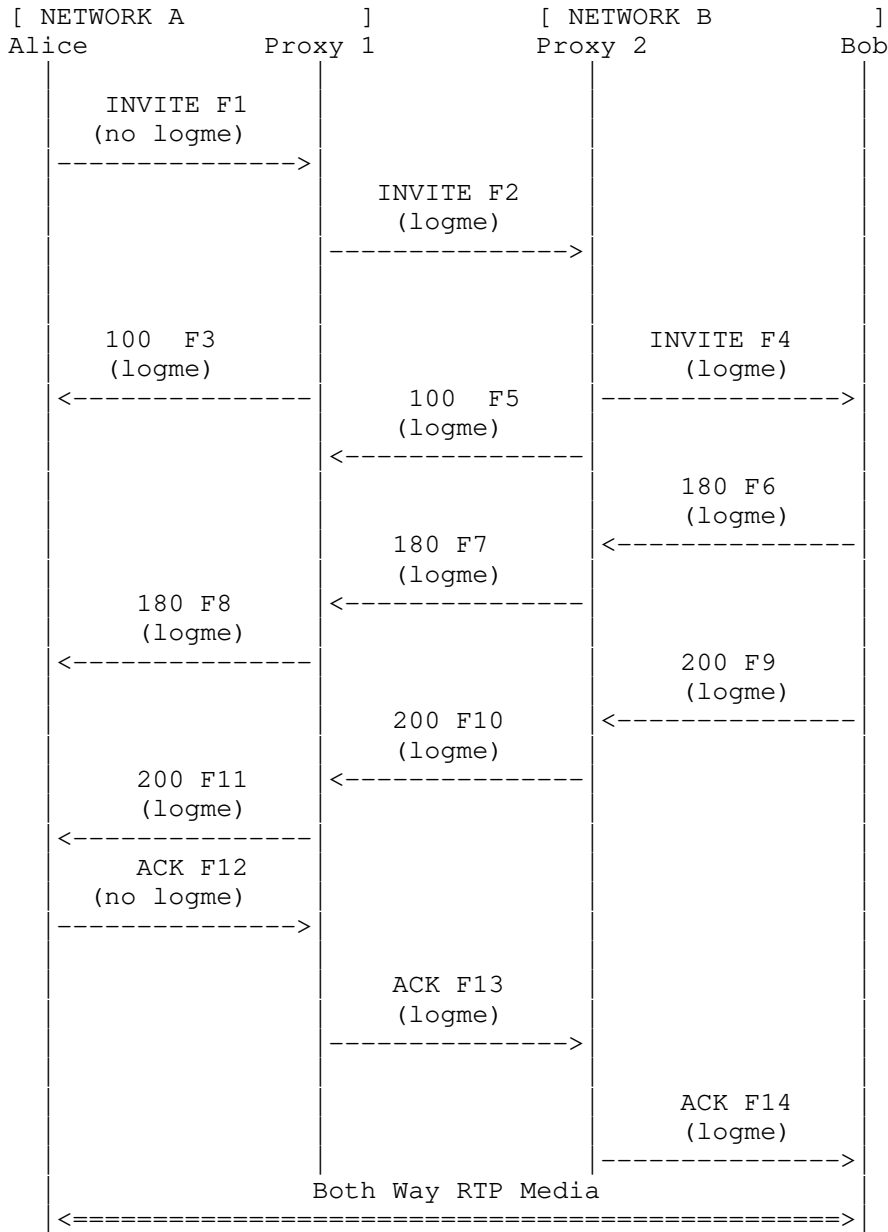 [ NETWORK A ] [ NETWORK B ]
Alice Proxy 1 Proxy 2 Bob
INVITE F1
(no logme)
INVITE F2
(logme)
100 F3 INVITE F4
(logme) (logme)
100 F5
(logme)
180 F6
(logme)
180 F7
(logme)
180 F8
(logme)
200 F9
(logme)
200 F10
(logme)
200 F11
(logme)
ACK F12
(no logme)
ACK F13
(logme)
ACK F14
(logme)
Both Way RTP Media